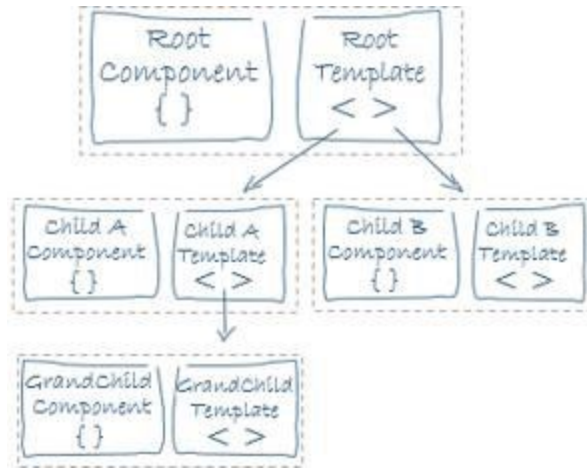 Root
Component
{ }
Root
Template
< >
Child A
Component
{ }
Child A
Template
< >
Child B
Component
{ }
Child B
Template
< >
GrandChild
Component
{ }
GrandChild
Template
< >